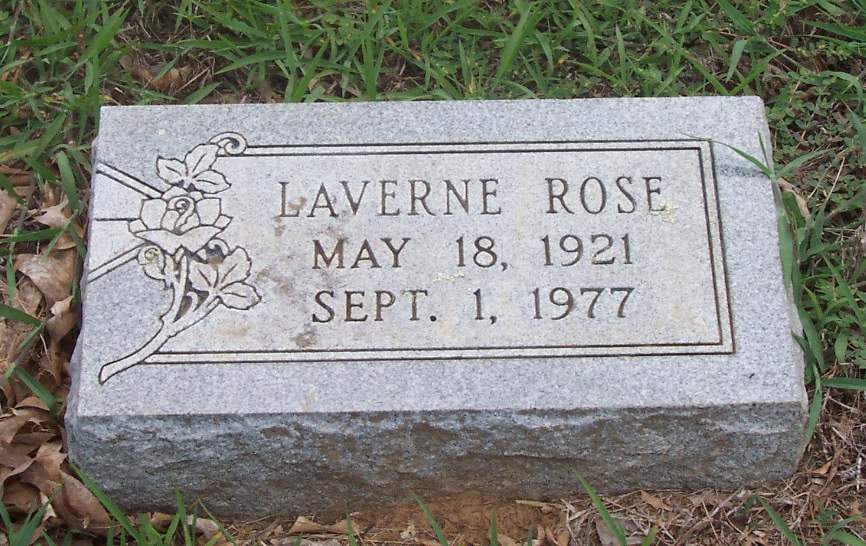 LAVERNE ROSE
MAY 18, 1921
SEPT. 1, 1977